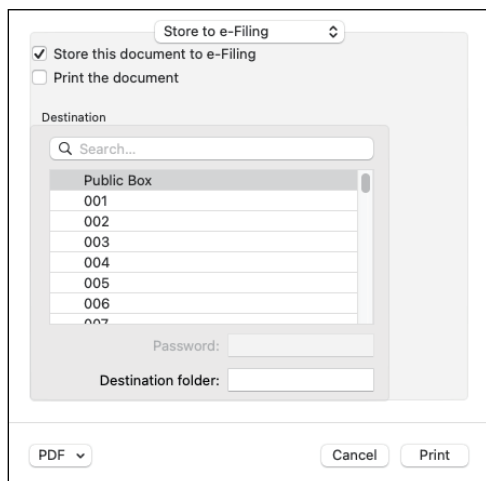 Store to e-Filing
Store this document to e-Filing
Print the document
Destination
Search...
Public Box
001
002
003
004
005
006
007
Password:
Destination folder:
PDF
Cancel
Print